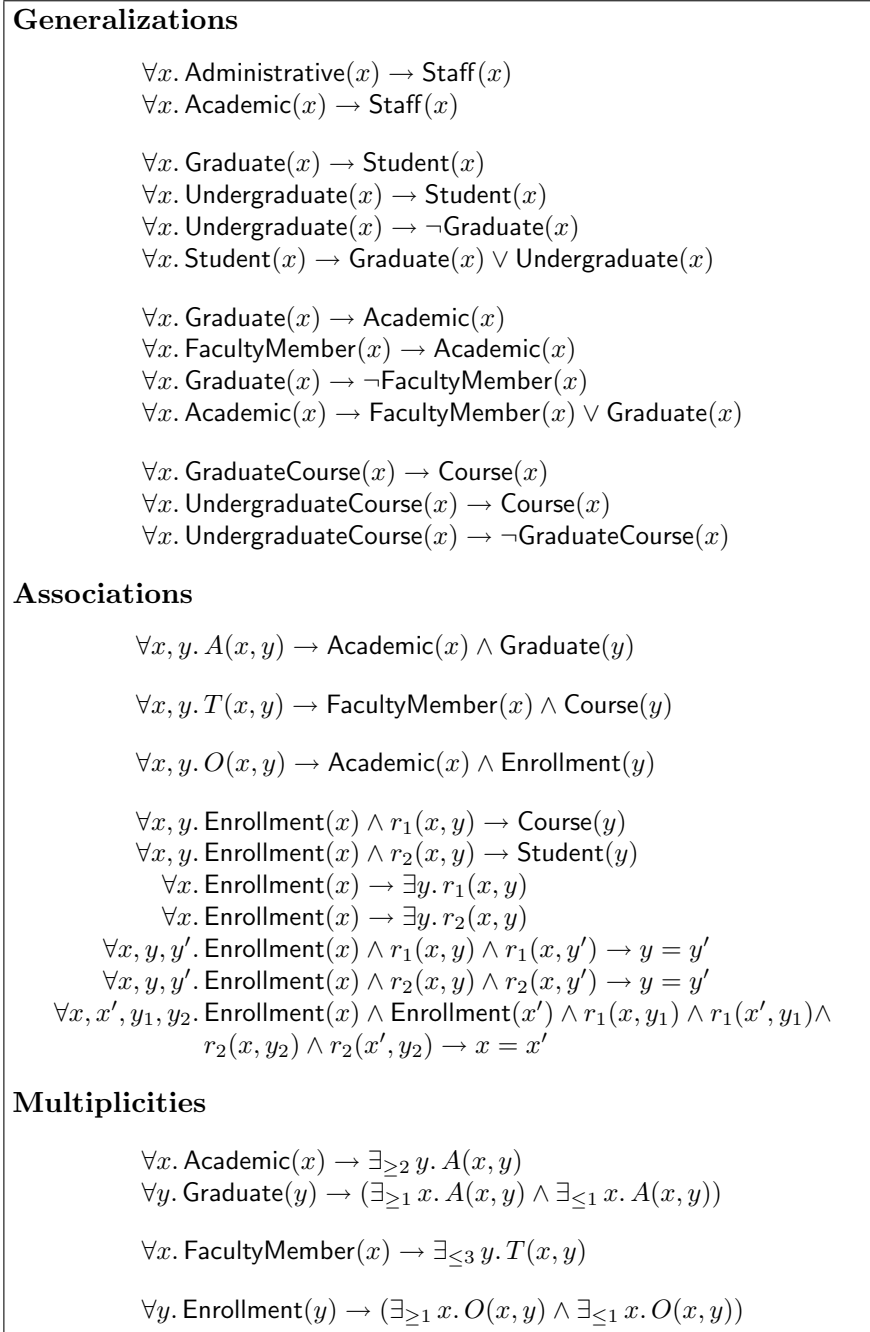 Generalizations
∀x. Administrative(x) → Staff(x)
∀x. Academic(x) → Staff(x)
∀x. Graduate(x) → Student(x)
∀x. Undergraduate(x) → Student(x)
∀x. Undergraduate(x) → ¬Graduate(x)
∀x. Student(x) → Graduate(x) ∨ Undergraduate(x)
∀x. Graduate(x) → Academic(x)
∀x. FacultyMember(x) → Academic(x)
∀x. Graduate(x) → ¬FacultyMember(x)
∀x. Academic(x) → FacultyMember(x) ∨ Graduate(x)
∀x. GraduateCourse(x) → Course(x)
∀x. UndergraduateCourse(x) → Course(x)
∀x. UndergraduateCourse(x) → ¬GraduateCourse(x)
Associations
∀x, y. A(x, y) → Academic(x) ∧ Graduate(y)
∀x, y. T(x, y) → FacultyMember(x) ∧ Course(y)
∀x, y. O(x, y) → Academic(x) ∧ Enrollment(y)
∀x, y. Enrollment(x) ∧ r₁(x, y) → Course(y)
∀x, y. Enrollment(x) ∧ r₂(x, y) → Student(y)
∀x. Enrollment(x) → ∃y. r₁(x, y)
∀x. Enrollment(x) → ∃y. r₂(x, y)
∀x, y, y′. Enrollment(x) ∧ r₁(x, y) ∧ r₁(x, y′) → y = y′
∀x, y, y′. Enrollment(x) ∧ r₂(x, y) ∧ r₂(x, y′) → y = y′
∀x, x′, y₁, y₂. Enrollment(x) ∧ Enrollment(x′) ∧ r₁(x, y₁) ∧ r₁(x′, y₁)∧
r₂(x, y₂) ∧ r₂(x′, y₂) → x = x′
Multiplicities
∀x. Academic(x) → ∃≥2 y. A(x, y)
∀y. Graduate(y) → (∃≥1 x. A(x, y) ∧ ∃≤1 x. A(x, y))
∀x. FacultyMember(x) → ∃≤3 y. T(x, y)
∀y. Enrollment(y) → (∃≥1 x. O(x, y) ∧ ∃≤1 x. O(x, y))